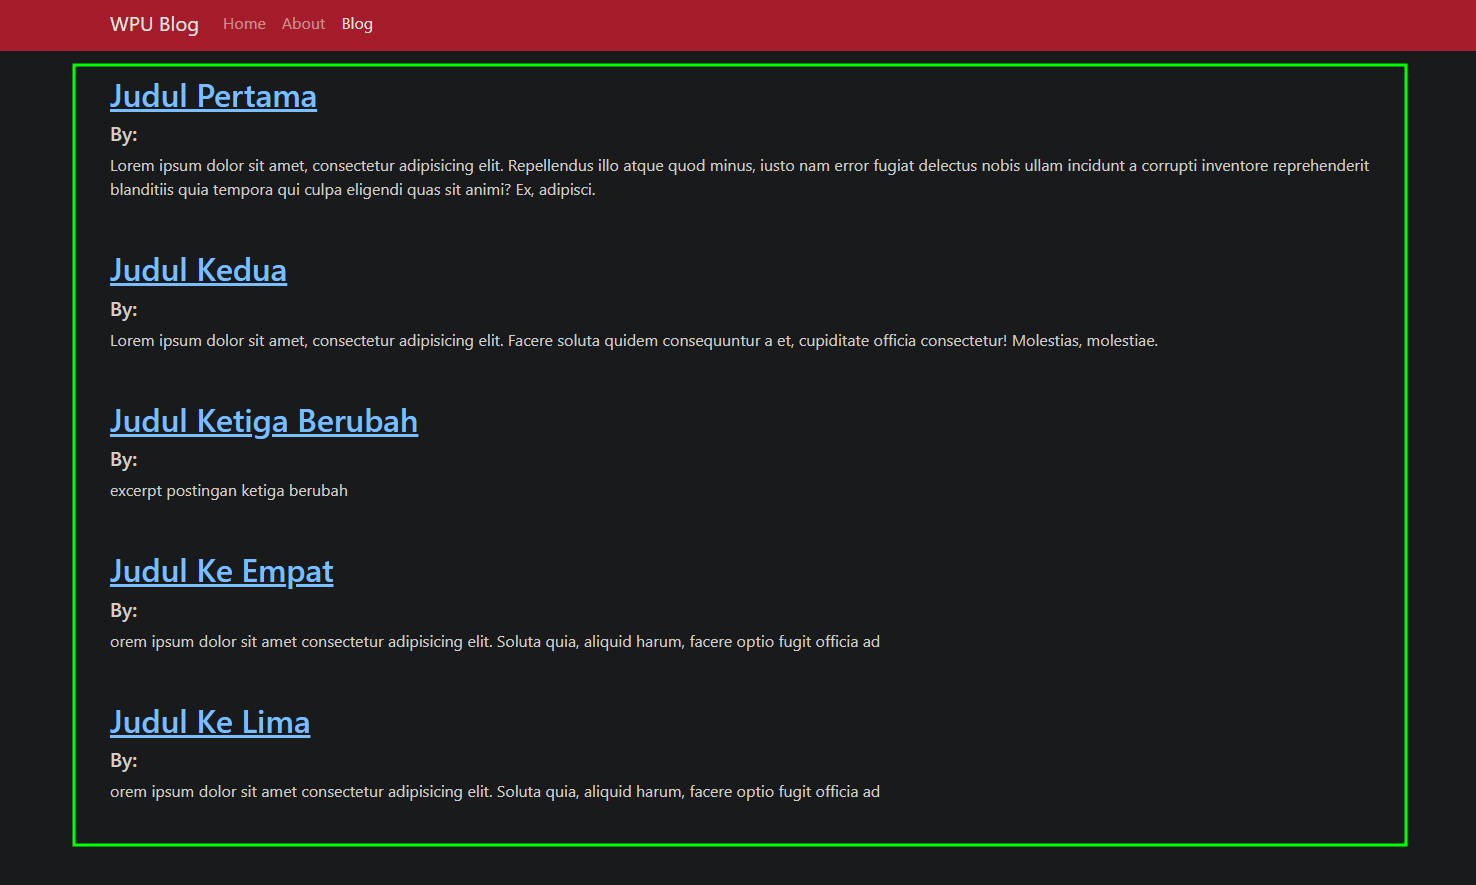 WPU Blog Home About Blog
Judul Pertama
By:
Lorem ipsum dolor sit amet, consectetur adipisicing elit. Repellendus illo atque quod minus, iusto nam error fugiat delectus nobis ullam incidunt a corrupti inventore reprehenderit
blanditiis quia tempora qui culpa eligendi quas sit animi? Ex, adipisci.
Judul Kedua
By:
Lorem ipsum dolor sit amet, consectetur adipisicing elit. Facere soluta quidem consequuntur a et, cupiditate officia consectetur! Molestias, molestiae.
Judul Ketiga Berubah
By:
excerpt postingan ketiga berubah
Judul Ke Empat
By:
orem ipsum dolor sit amet consectetur adipisicing elit. Soluta quia, aliquid harum, facere optio fugit officia ad
Judul Ke Lima
By:
orem ipsum dolor sit amet consectetur adipisicing elit. Soluta quia, aliquid harum, facere optio fugit officia ad